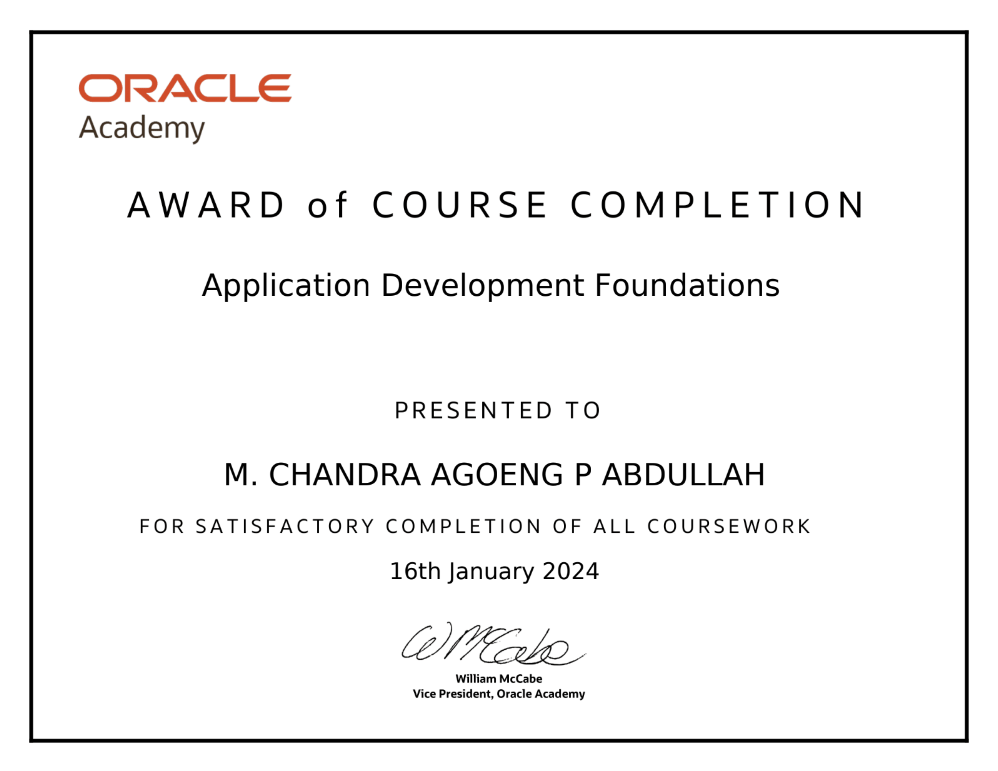 ORACLE
Academy
AWARD of COURSE COMPLETION
Application Development Foundations
PRESENTED TO
M. CHANDRA AGOENG P ABDULLAH
FOR SATISFACTORY COMPLETION OF ALL COURSEWORK
16th January 2024
WMcCabe
William McCabe
Vice President, Oracle Academy